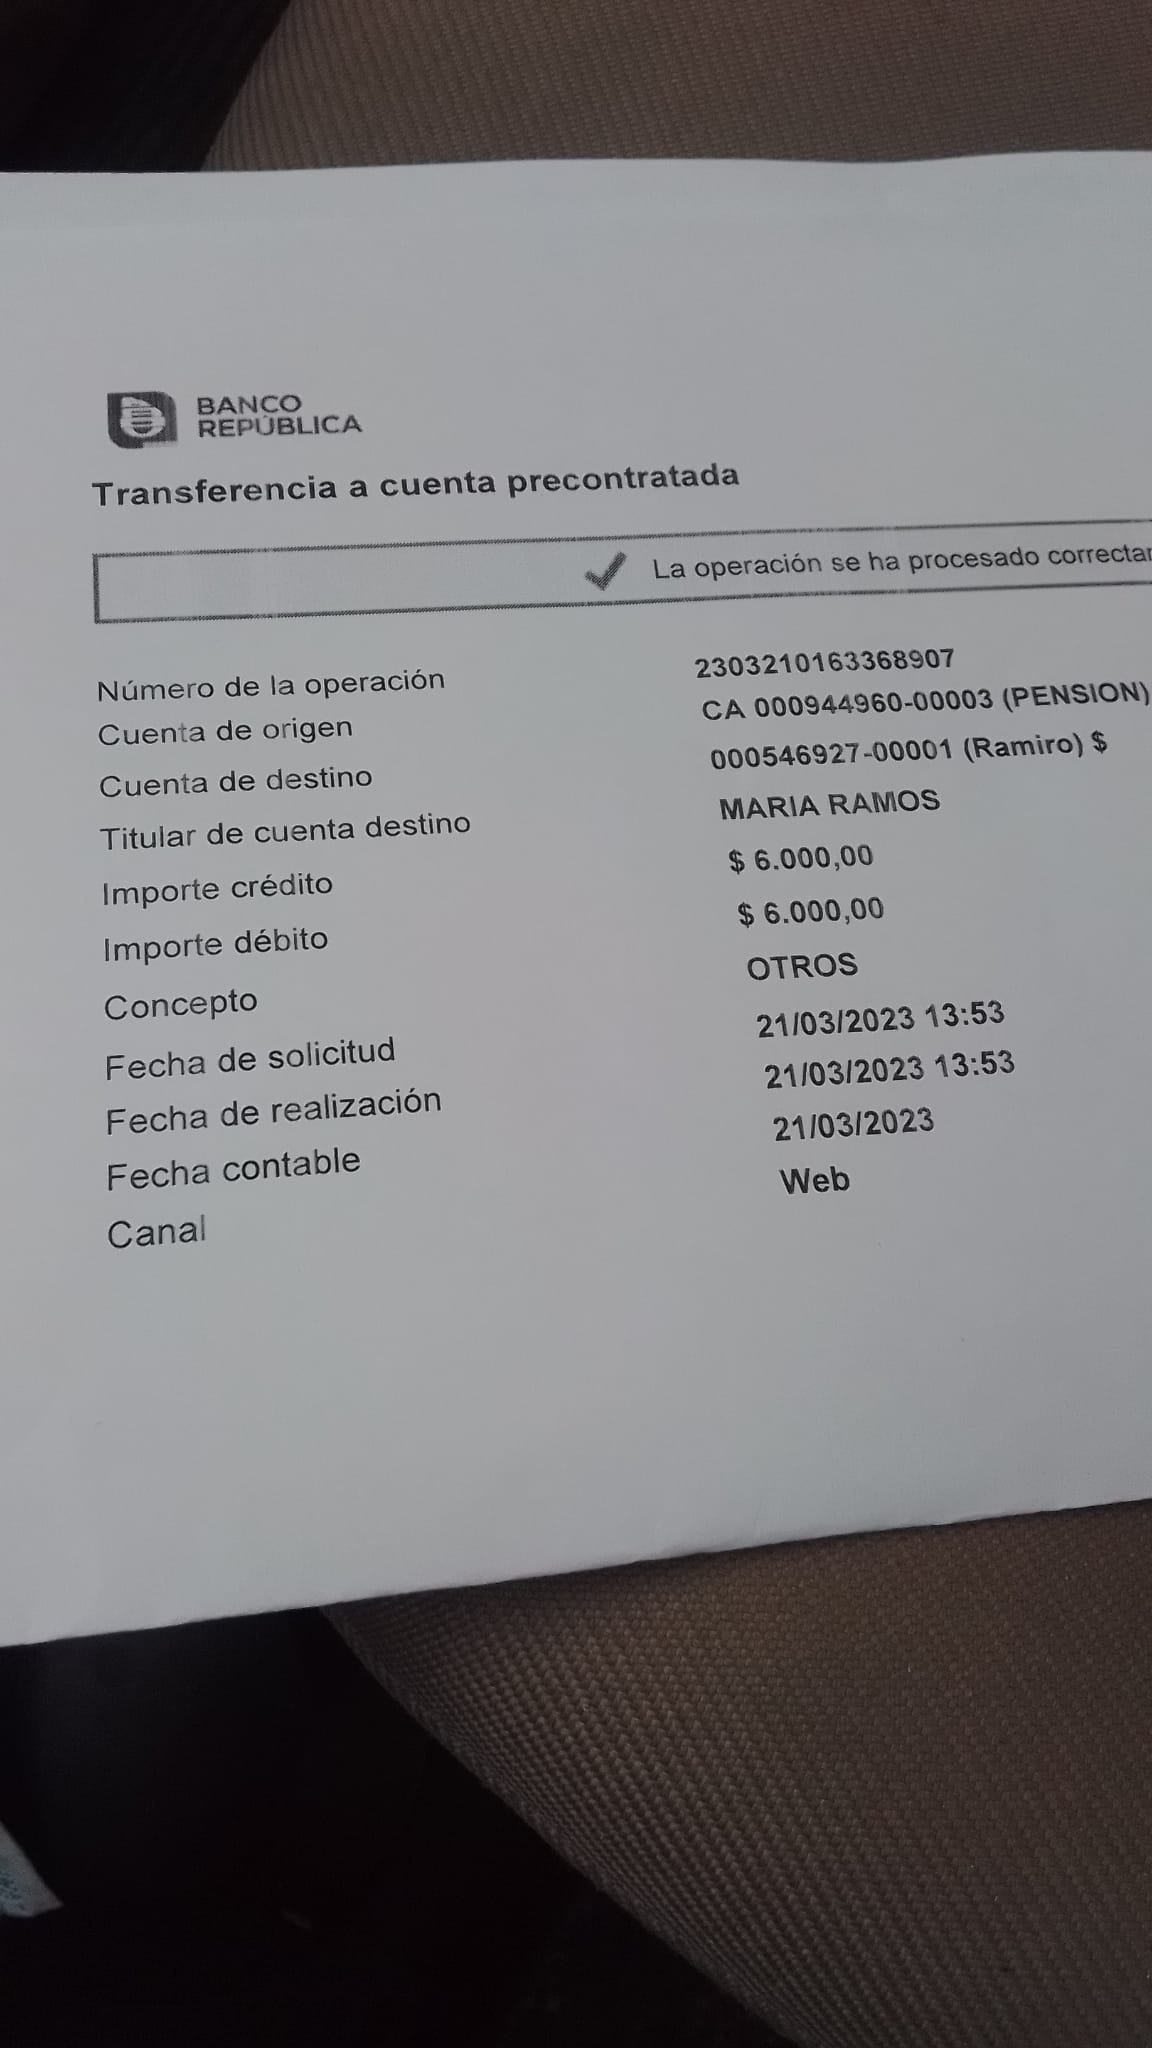 BANCO
REPÚBLICA
Transferencia a cuenta precontratada
La operación se ha procesado
Número de la operación 2303210163368907
Cuenta de origen CA 000944960-00003 (PENSION)
Cuenta de destino 000546927-00001 (Ramiro) $
Titular de cuenta destino MARIA RAMOS
Importe crédito $ 6.000,00
Importe débito $ 6.000,00
Concepto OTROS
Fecha de solicitud 21/03/2023 13:53
Fecha de realización 21/03/2023 13:53
Fecha contable 21/03/2023
Canal Web